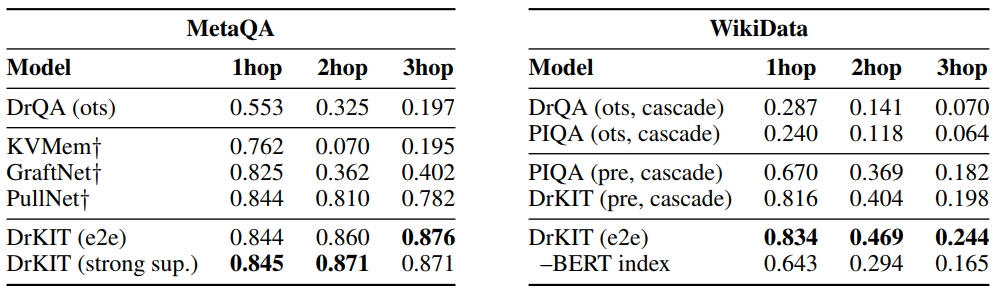 MetaQA
Model 1hop 2hop 3hop
DrQA (ots) 0.553 0.325 0.197
KVMem† 0.762 0.070 0.195
GraftNet† 0.825 0.362 0.402
PullNet† 0.844 0.810 0.782
DrKIT (e2e) 0.844 0.860 0.876
DrKIT (strong sup.) 0.845 0.871 0.871
WikiData
Model 1hop 2hop 3hop
DrQA (ots, cascade) 0.287 0.141 0.070
PIQA (ots, cascade) 0.240 0.118 0.064
PIQA (pre, cascade) 0.670 0.369 0.182
DrKIT (pre, cascade) 0.816 0.404 0.198
DrKIT (e2e) 0.834 0.469 0.244
–BERT index 0.643 0.294 0.165